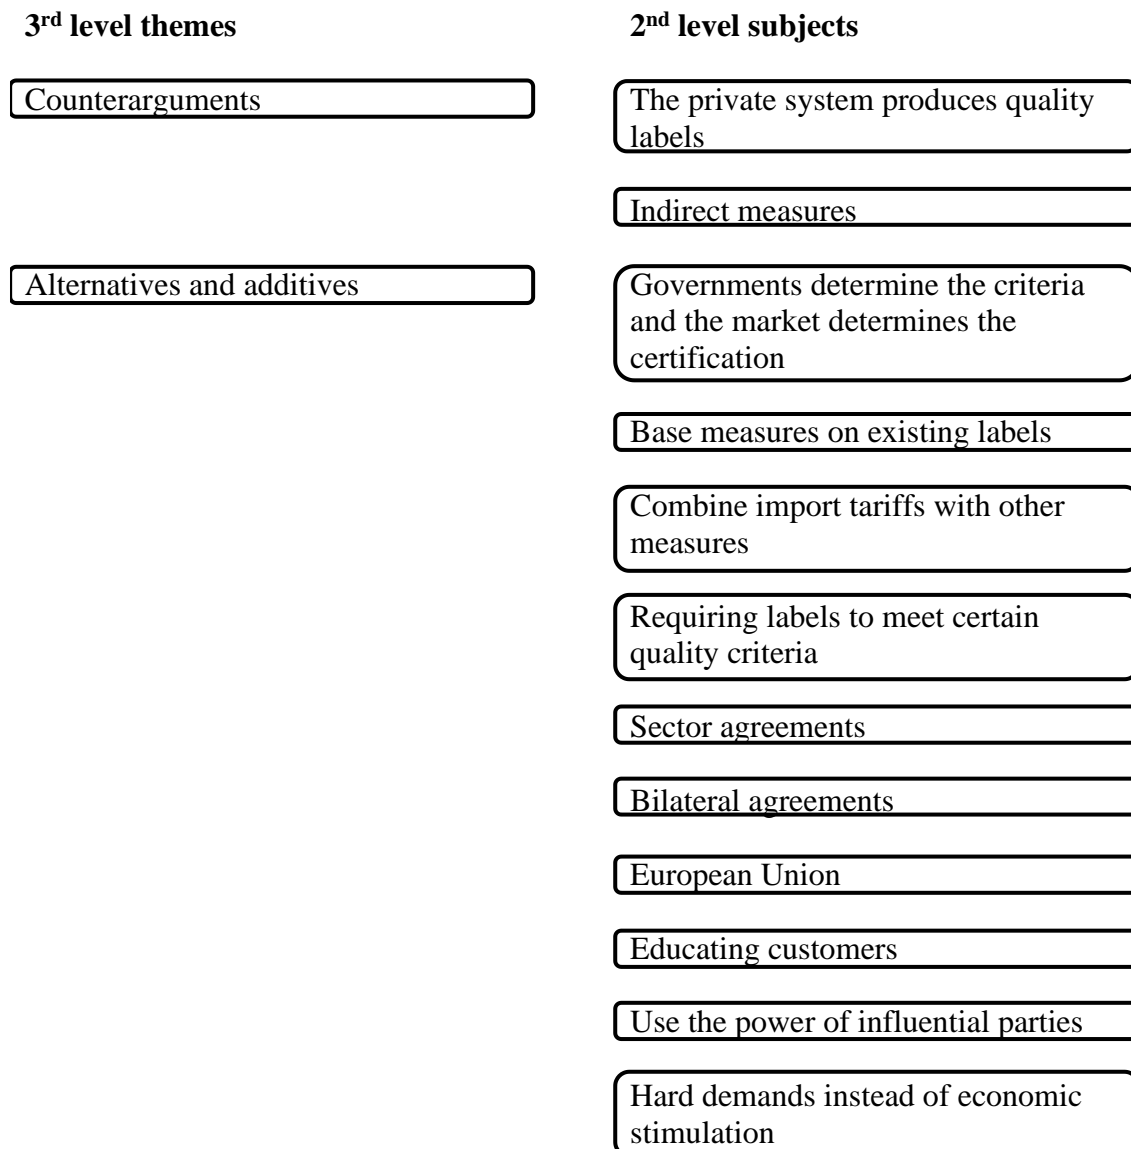 3rd level themes
2nd level subjects
Counterarguments
The private system produces quality
labels
Indirect measures
Alternatives and additives
Governments determine the criteria
and the market determines the
certification
Base measures on existing labels
Combine import tariffs with other
measures
Requiring labels to meet certain
quality criteria
Sector agreements
Bilateral agreements
European Union
Educating customers
Use the power of influential parties
Hard demands instead of economic
stimulation